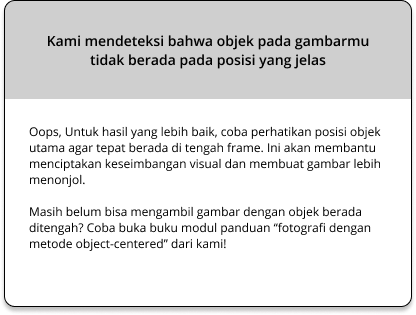 Kami mendeteksi bahwa objek pada gambarmu
tidak berada pada posisi yang jelas
Oops, Untuk hasil yang lebih baik, coba perhatikan posisi objek
utama agar tepat berada di tengah frame. Ini akan membantu
menciptakan keseimbangan visual dan membuat gambar lebih
menonjol.
Masih belum bisa mengambil gambar dengan objek berada
ditengah? Coba buka buku modul panduan “fotografi dengan
metode object-centered” dari kami!